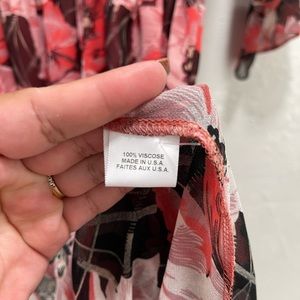 100% VISCOSE
MADE IN U.S.A.
FAITES AUX U.S.A.